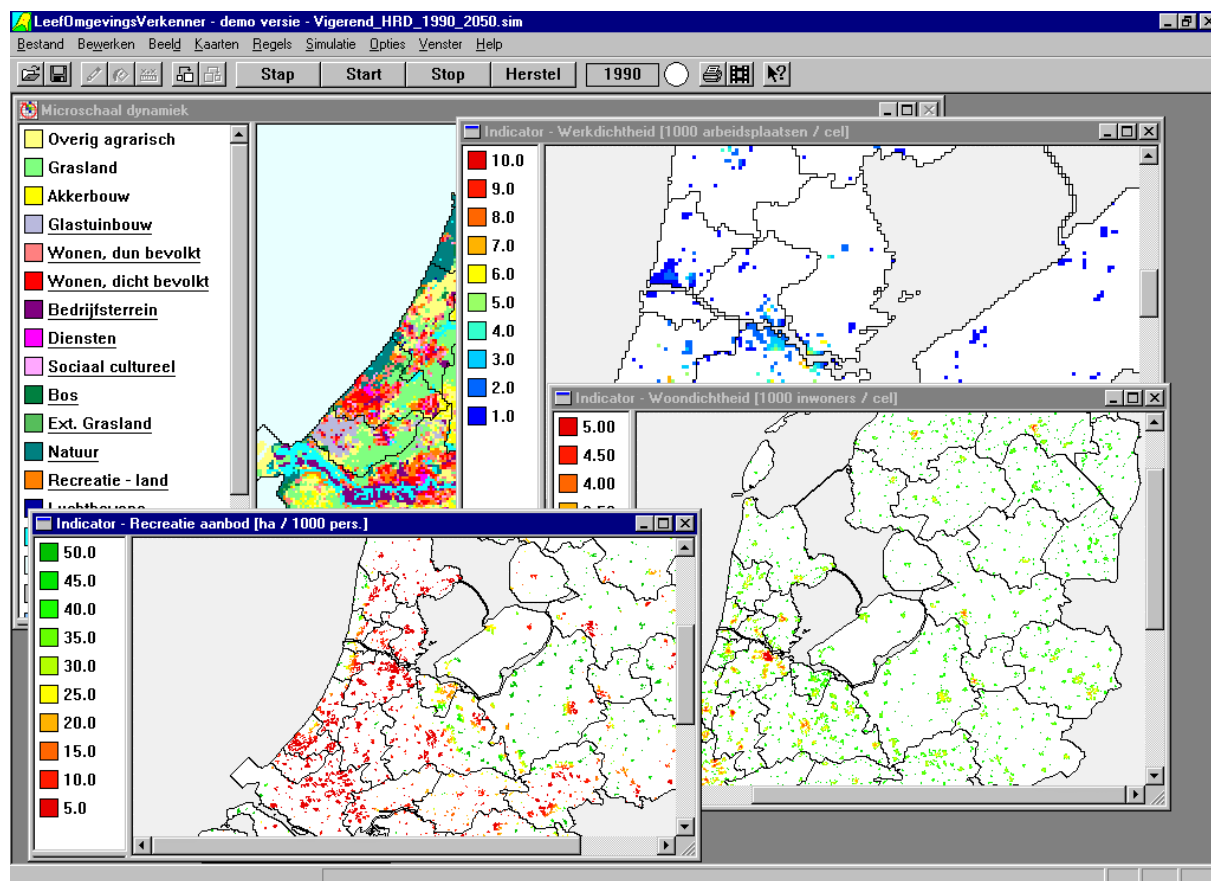 LeefOmgevingsVerkenner - demo versie - Vigerend_HRD_1990_2050.sim
Bestand Bewerken Beeld Kaarten Regels Simulatie Opties Venster Help
Stap Start Stop Herstel 1990
Microschaal dynamiek
Overig agrarisch
Grasland
Akkerbouw
Glastuinbouw
Wonen, dun bevolkt
Wonen, dicht bevolkt
Bedrijfsterrein
Diensten
Sociaal cultureel
Bos
Ext. Grasland
Natuur
Recreatie - land
Indicator - Werkdichtheid [1000 arbeidsplaatsen / cel]
10.0
9.0
8.0
7.0
6.0
5.0
4.0
3.0
2.0
1.0
Indicator - Woondichtheid [1000 inwoners / cel]
5.00
4.50
4.00
Indicator - Recreatie aanbod [ha / 1000 pers.]
50.0
45.0
40.0
35.0
30.0
25.0
20.0
15.0
10.0
5.0